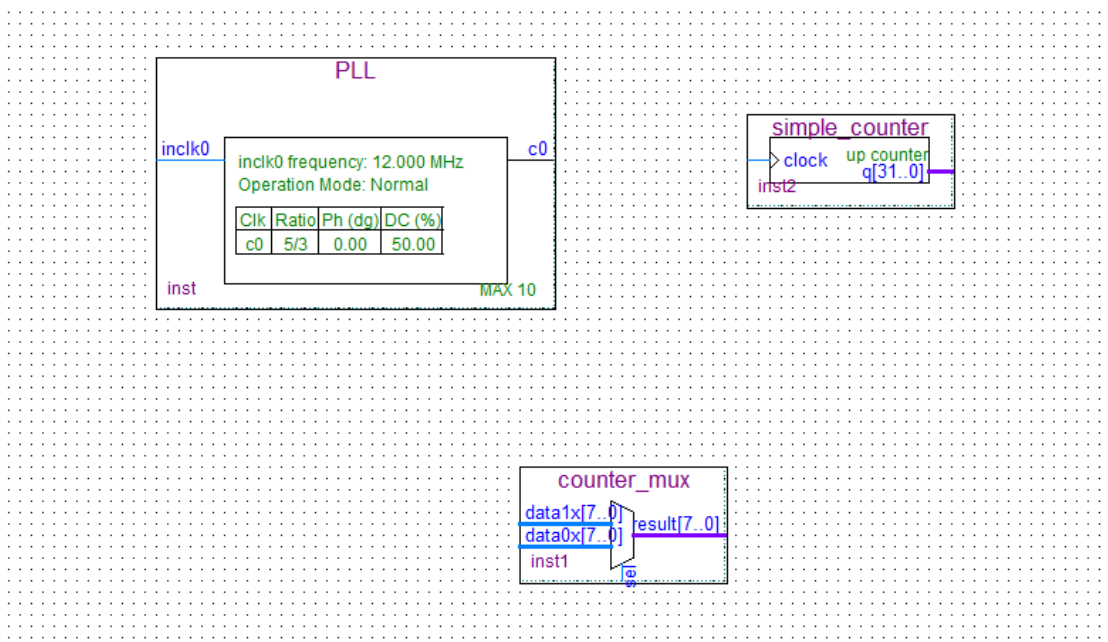 PLL
inclk0
c0
inclk0 frequency: 12.000 MHz
Operation Mode: Normal
Clk Ratio Ph (dg) DC (%)
c0 5/3 0.00 50.00
inst
MAX 10
simple_counter
clock
up counter
q[31..0]
inst2
counter_mux
data1x[7..0]
result[7..0]
data0x[7..0]
inst1
sel